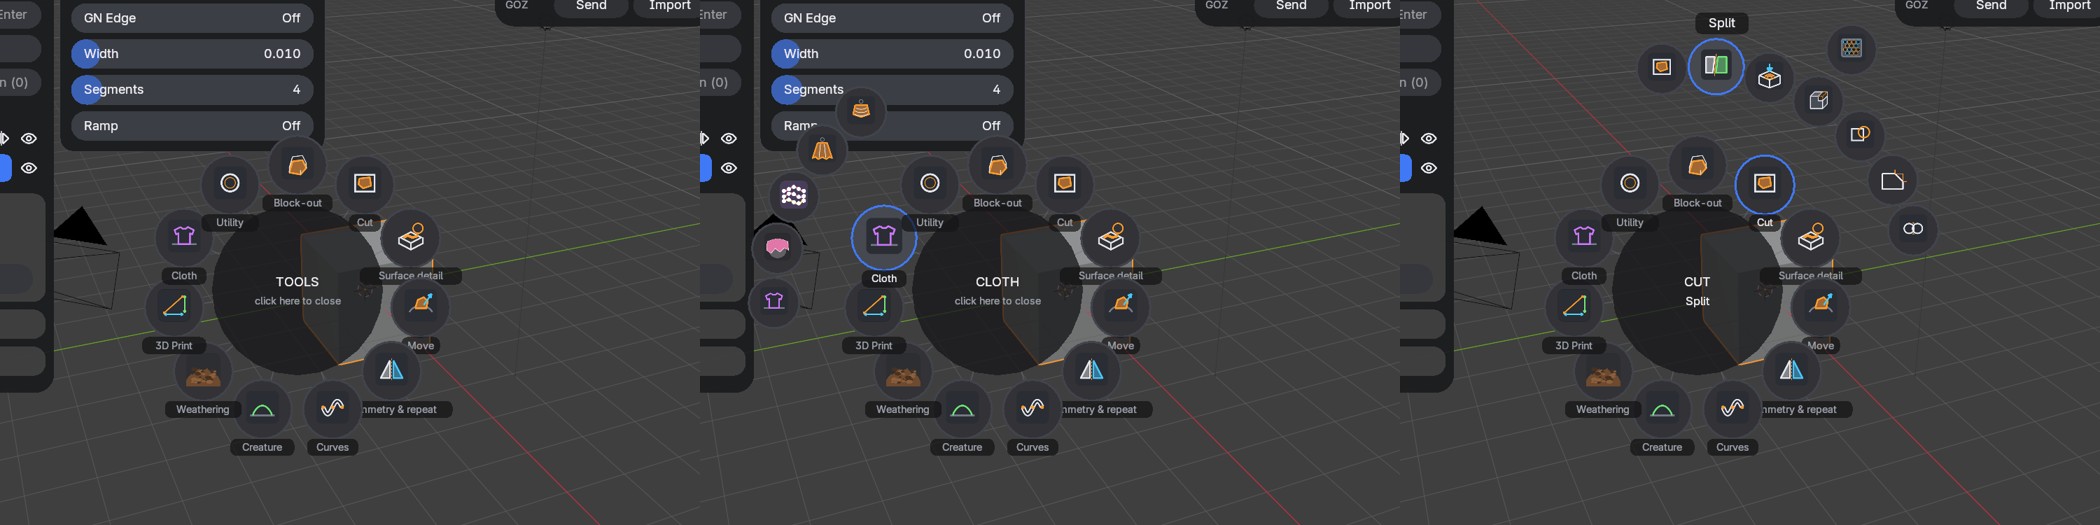 Enter
GN Edge Off
Width 0.010
Segments 4
Ramp Off
n (0)
GOZ Send Import
Utility
Block-out
Cut
Cloth
Surface detail
TOOLS
click here to close
3D Print
Move
Weathering
mmetry & repeat
Creature
Curves
Enter
GN Edge Off
Width 0.010
Segments 4
Ramp Off
n (0)
GOZ Send Import
Utility
Block-out
Cut
Cloth
Surface detail
CLOTH
click here to close
3D Print
Move
Weathering
mmetry & repeat
Creature
Curves
Enter
n (0)
GOZ Send Import
Split
Utility
Block-out
Cut
Cloth
Surface detail
CUT
Split
3D Print
Move
Weathering
mmetry & repeat
Creature
Curves